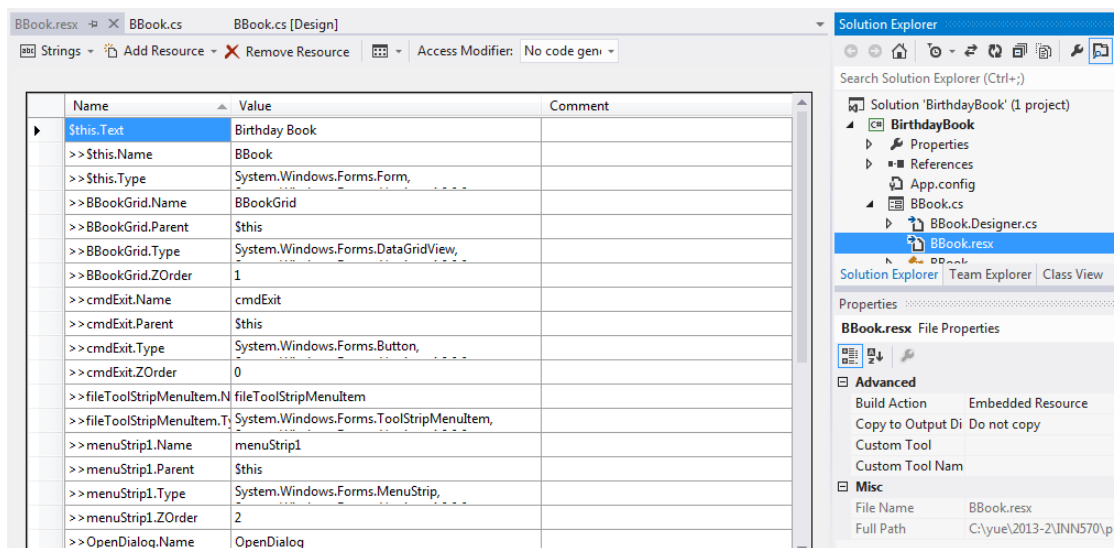 BBook.resx BBook.cs BBook.cs [Design]
abc Strings Add Resource Remove Resource Access Modifier: No code gen
Name Value Comment
$this.Text Birthday Book
>>$this.Name BBook
>>$this.Type System.Windows.Forms.Form,
>>BBookGrid.Name BBookGrid
>>BBookGrid.Parent $this
>>BBookGrid.Type System.Windows.Forms.DataGridView,
>>BBookGrid.ZOrder 1
>>cmdExit.Name cmdExit
>>cmdExit.Parent $this
>>cmdExit.Type System.Windows.Forms.Button,
>>cmdExit.ZOrder 0
>>fileToolStripMenuItem.N fileToolStripMenuItem
>>fileToolStripMenuItem.Ty System.Windows.Forms.ToolStripMenuItem,
>>menuStrip1.Name menuStrip1
>>menuStrip1.Parent $this
>>menuStrip1.Type System.Windows.Forms.MenuStrip,
>>menuStrip1.ZOrder 2
>>OpenDialog.Name OpenDialog
Solution Explorer
Search Solution Explorer (Ctrl+;)
Solution 'BirthdayBook' (1 project)
C# BirthdayBook
Properties
References
App.config
BBook.cs
BBook.Designer.cs
BBook.resx
BBook
Solution Explorer Team Explorer Class View
Properties
BBook.resx File Properties
Advanced
Build Action Embedded Resource
Copy to Output Di Do not copy
Custom Tool
Custom Tool Nam
Misc
File Name BBook.resx
Full Path C:\yue\2013-2\INN570\p